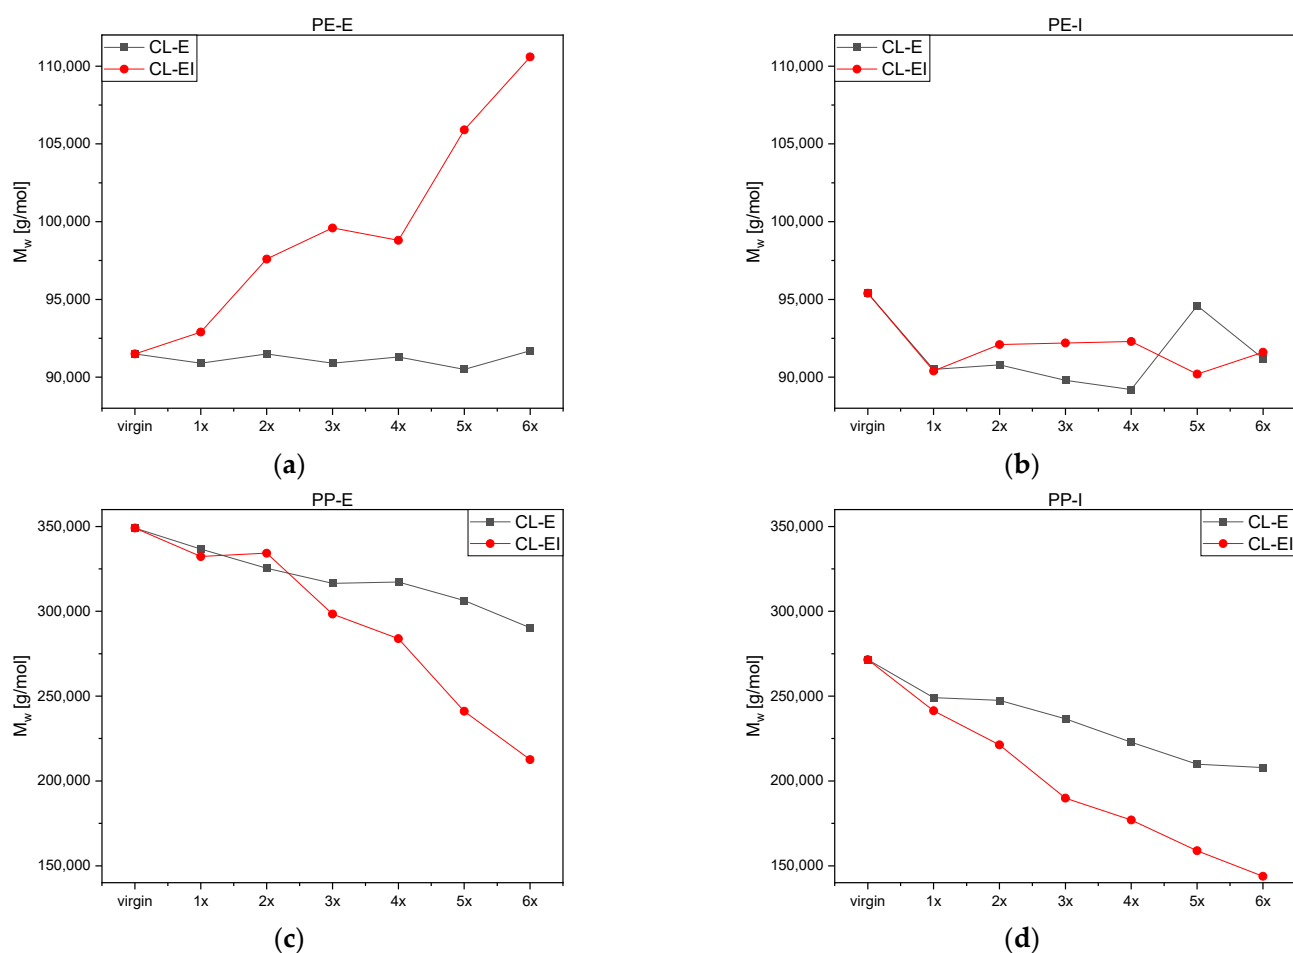 PE-E
CL-E
CL-EI
110,000
105,000
100,000
95,000
90,000
Mw [g/mol]
virgin 1x 2x 3x 4x 5x 6x
(a)
PE-I
CL-E
CL-EI
110,000
105,000
100,000
95,000
90,000
Mw [g/mol]
virgin 1x 2x 3x 4x 5x 6x
(b)
PP-E
CL-E
CL-EI
350,000
300,000
250,000
200,000
150,000
Mw [g/mol]
virgin 1x 2x 3x 4x 5x 6x
(c)
PP-I
CL-E
CL-EI
350,000
300,000
250,000
200,000
150,000
Mw [g/mol]
virgin 1x 2x 3x 4x 5x 6x
(d)